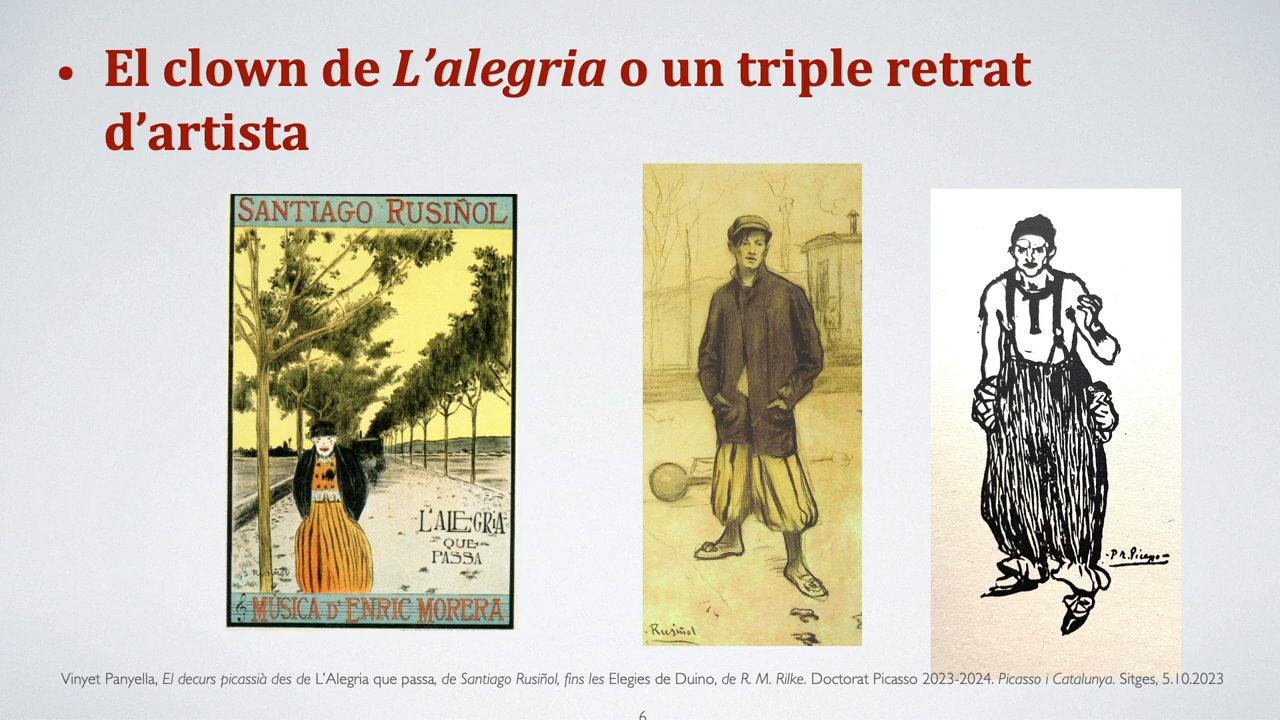 • El clown de L’alegria o un triple retrat
d’artista
SANTIAGO RUSIÑOL
L'ALEGRIA
QUE
PASSA
S. Rusiñol
MÚSICA D'ENRIC MORERA
. Rusiñol
·P R. Picasso
Vinyet Panyella, El decurs picassià des de L’Alegria que passa, de Santiago Rusiñol, fins les Elegies de Duino, de R. M. Rilke. Doctorat Picasso 2023-2024. Picasso i Catalunya. Sitges, 5.10.2023
6